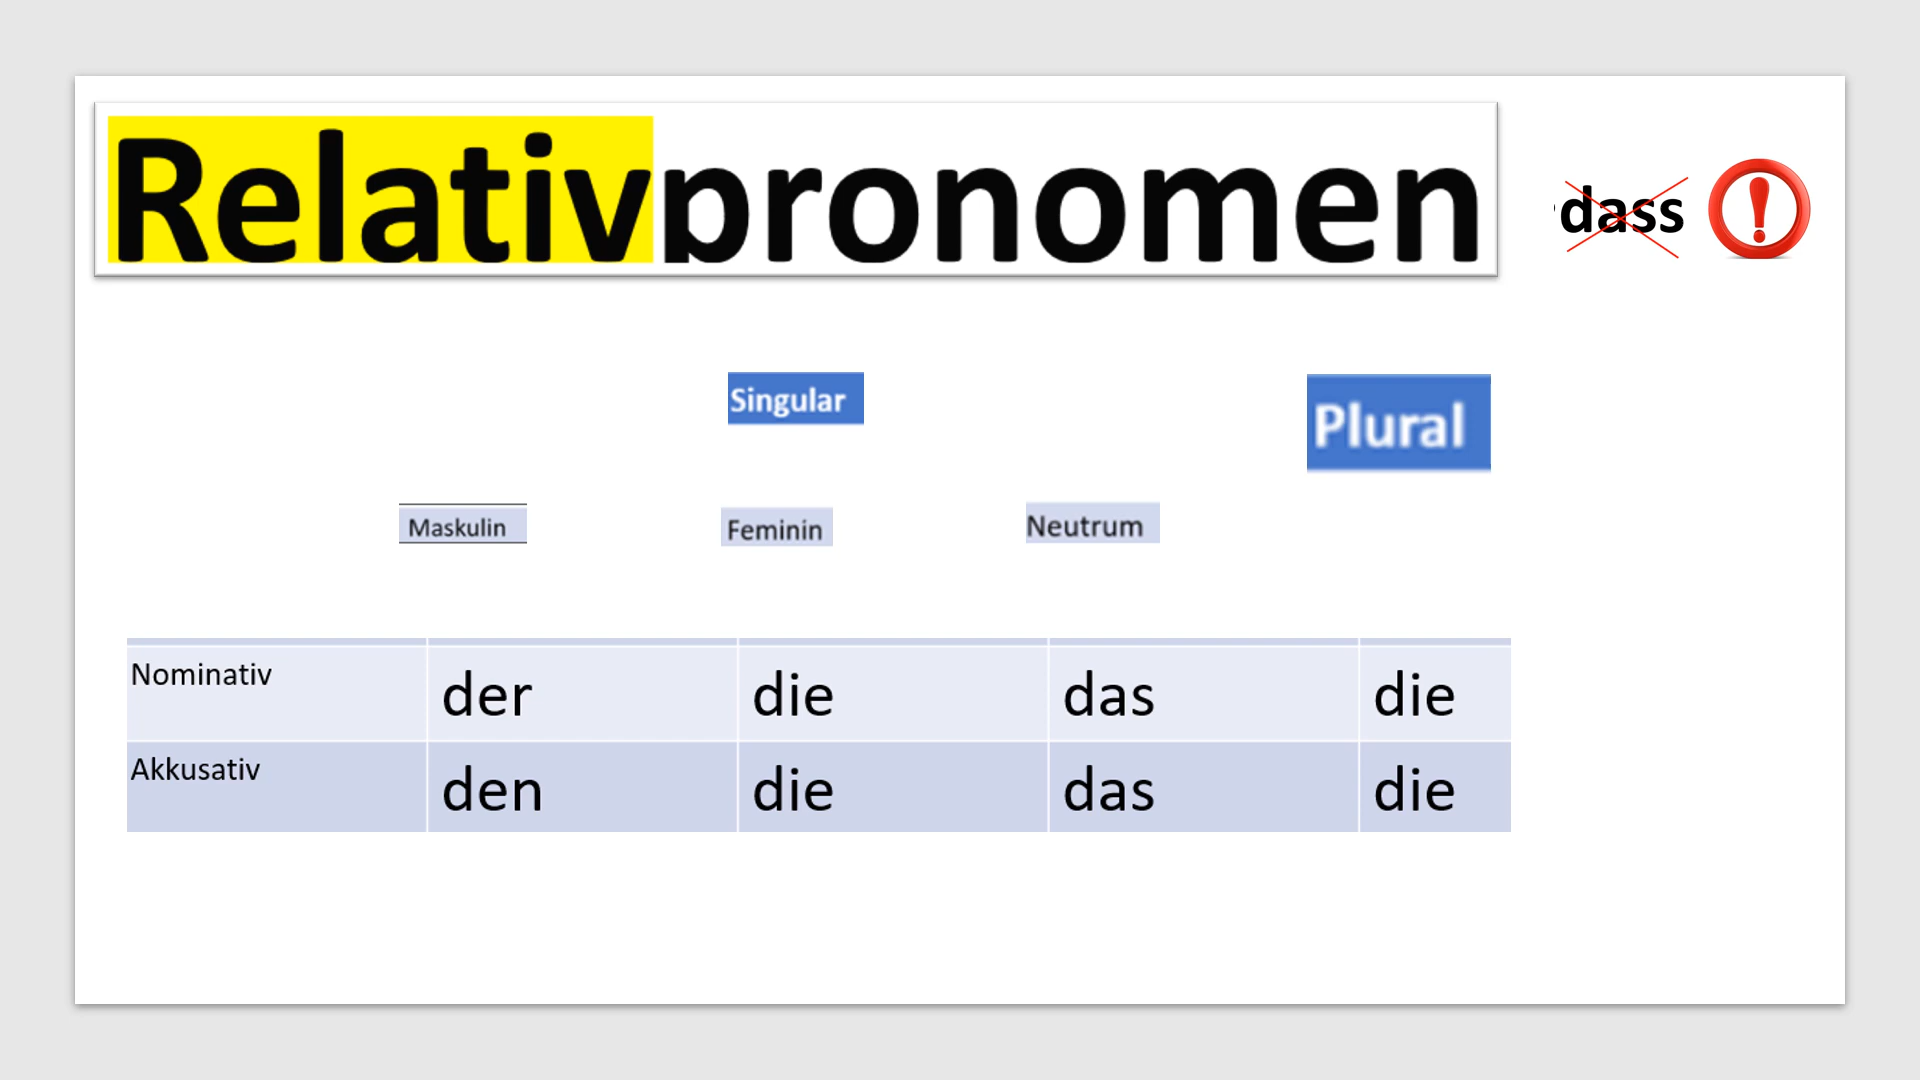 Relativpronomen
dass
Singular
Plural
Maskulin Feminin Neutrum
Nominativ der die das die
Akkusativ den die das die